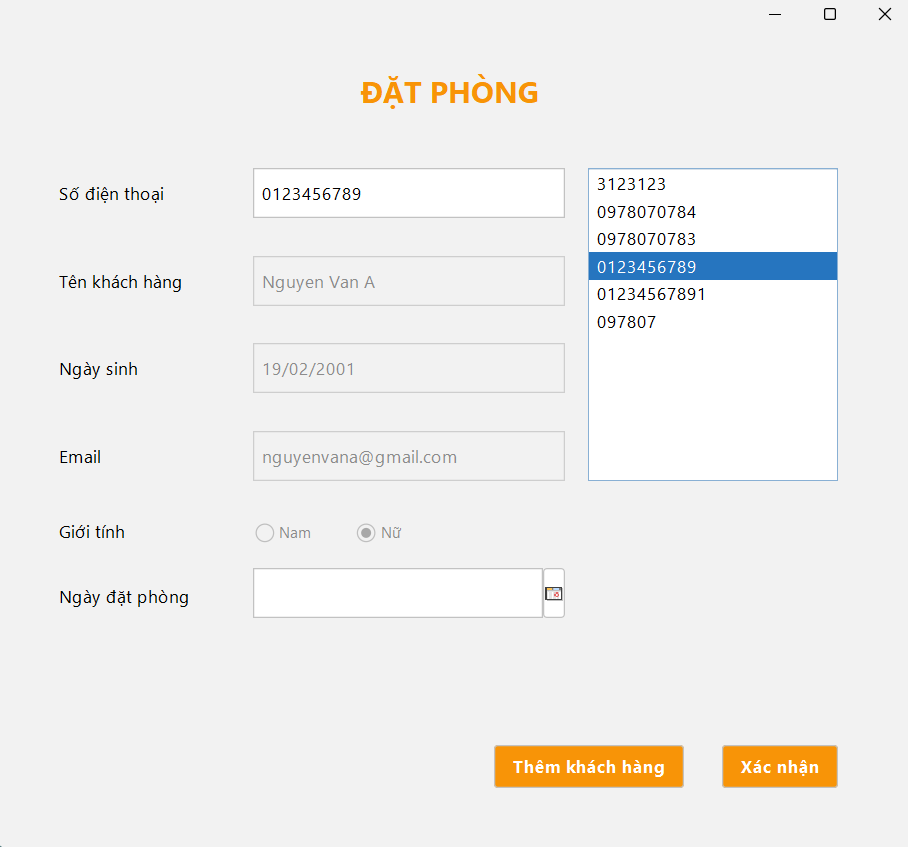 ĐẶT PHÒNG
Số điện thoại
0123456789
3123123
0978070784
0978070783
0123456789
01234567891
097807
Tên khách hàng
Nguyen Van A
Ngày sinh
19/02/2001
Email
nguyenvana@gmail.com
Giới tính
Nam
Nữ
Ngày đặt phòng
Thêm khách hàng
Xác nhận